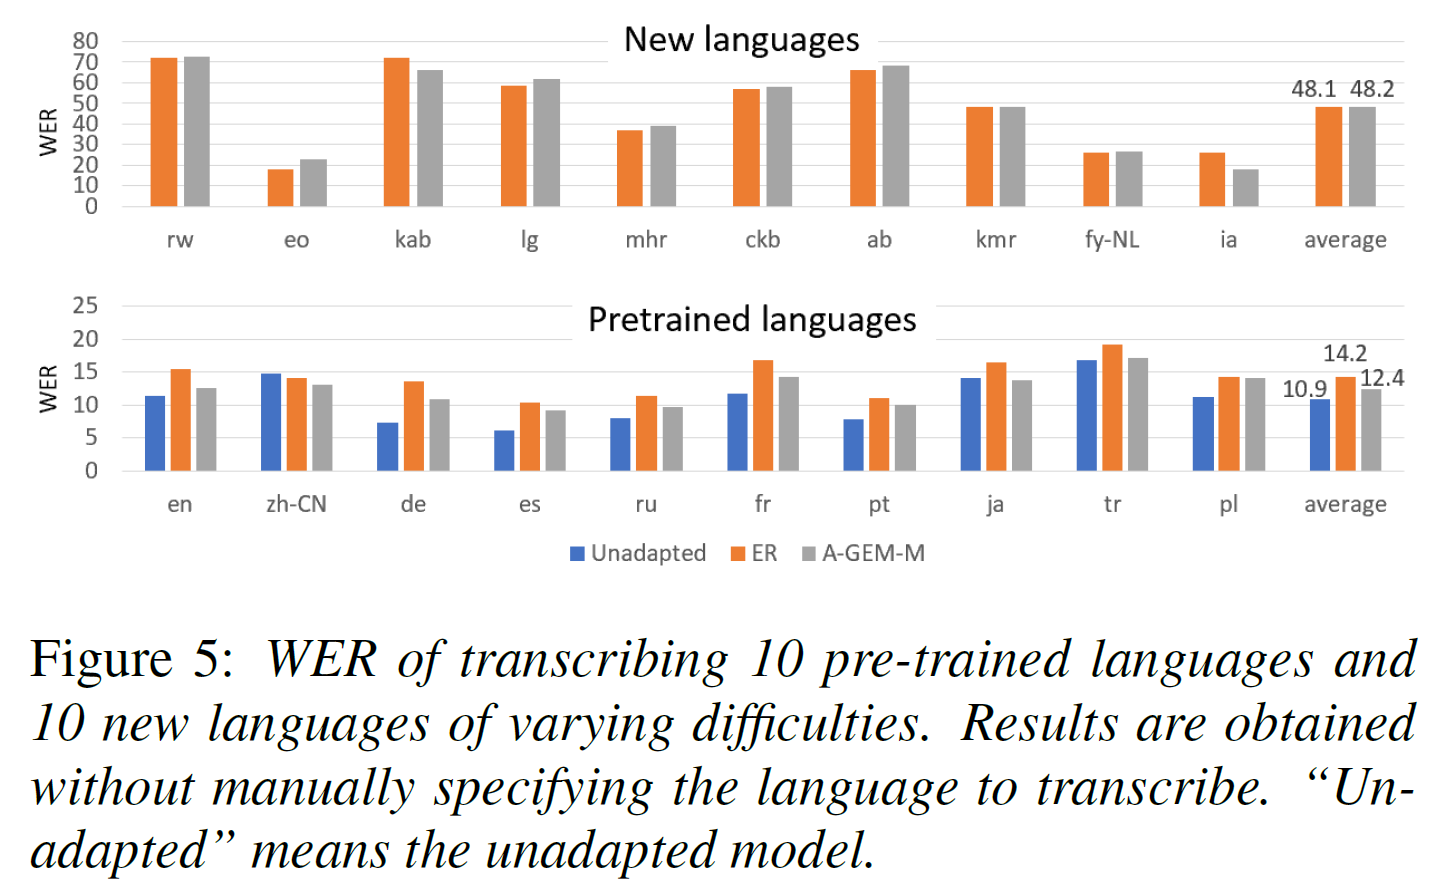 New languages
WER
80
70
60
50
40
30
20
10
0
48.1 48.2
rw eo kab lg mhr ckb ab kmr fy-NL ia average
Pretrained languages
WER
25
20
15
10
5
0
14.2
10.9 12.4
en zh-CN de es ru fr pt ja tr pl average
Unadapted ER A-GEM-M
Figure 5: WER of transcribing 10 pre-trained languages and
10 new languages of varying difficulties. Results are obtained
without manually specifying the language to transcribe. “Un-
adapted” means the unadapted model.